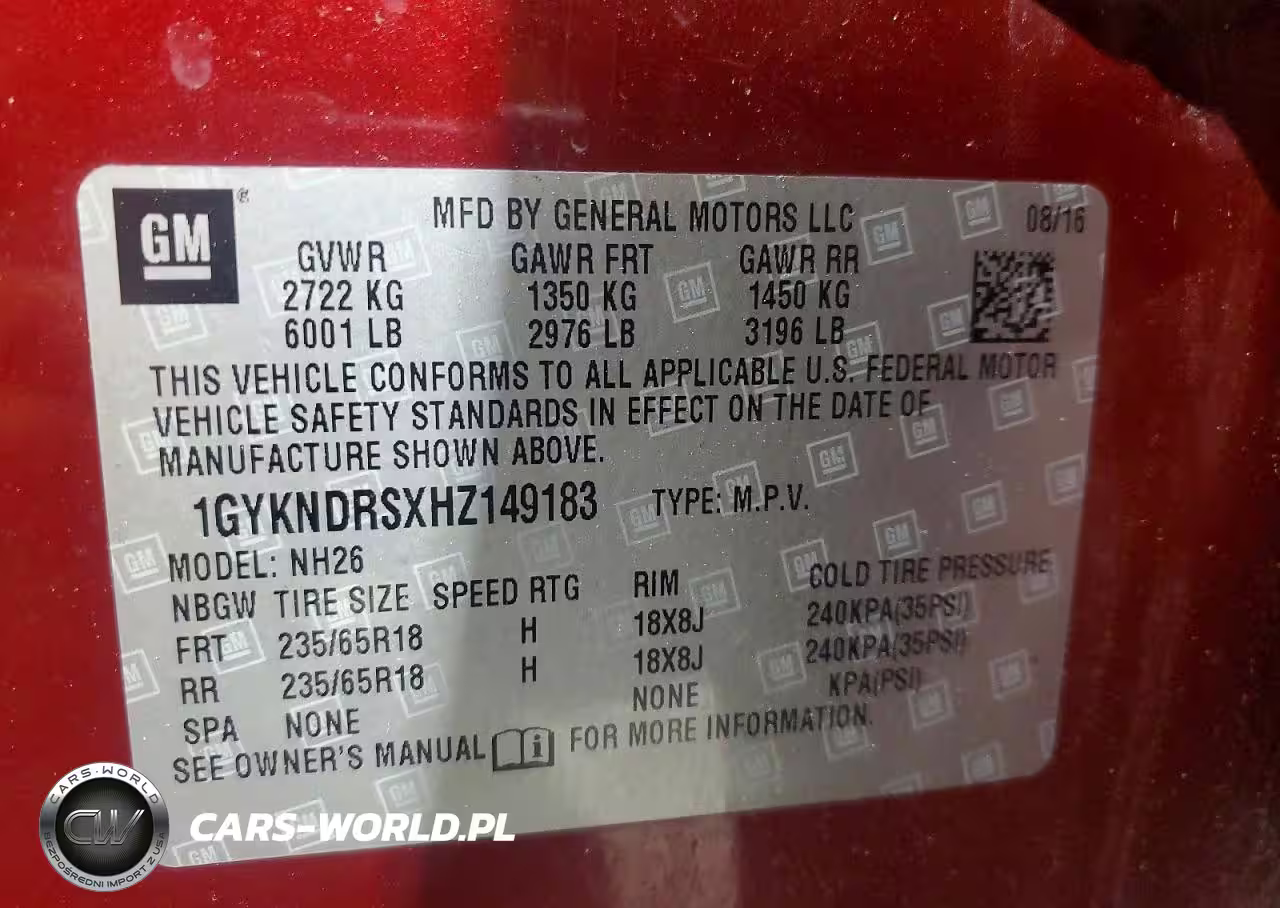 GM
MFD BY GENERAL MOTORS LLC 08/16
GVWR GAWR FRT GAWR RR
2722 KG 1350 KG 1450 KG
6001 LB 2976 LB 3196 LB
THIS VEHICLE CONFORMS TO ALL APPLICABLE U.S. FEDERAL MOTOR
VEHICLE SAFETY STANDARDS IN EFFECT ON THE DATE OF
MANUFACTURE SHOWN ABOVE.
1GYKNDRSXHZ149183 TYPE: M.P.V.
MODEL: NH26
NBGW TIRE SIZE SPEED RTG RIM COLD TIRE PRESSURE
FRT 235/65R18 H 18X8J 240KPA(35PSI)
RR 235/65R18 H 18X8J 240KPA(35PSI)
SPA NONE NONE KPA(PSI)
SEE OWNER'S MANUAL i FOR MORE INFORMATION.
CARS-WORLD
CW
BEZPOŚREDNI IMPORT Z USA
CARS-WORLD.PL